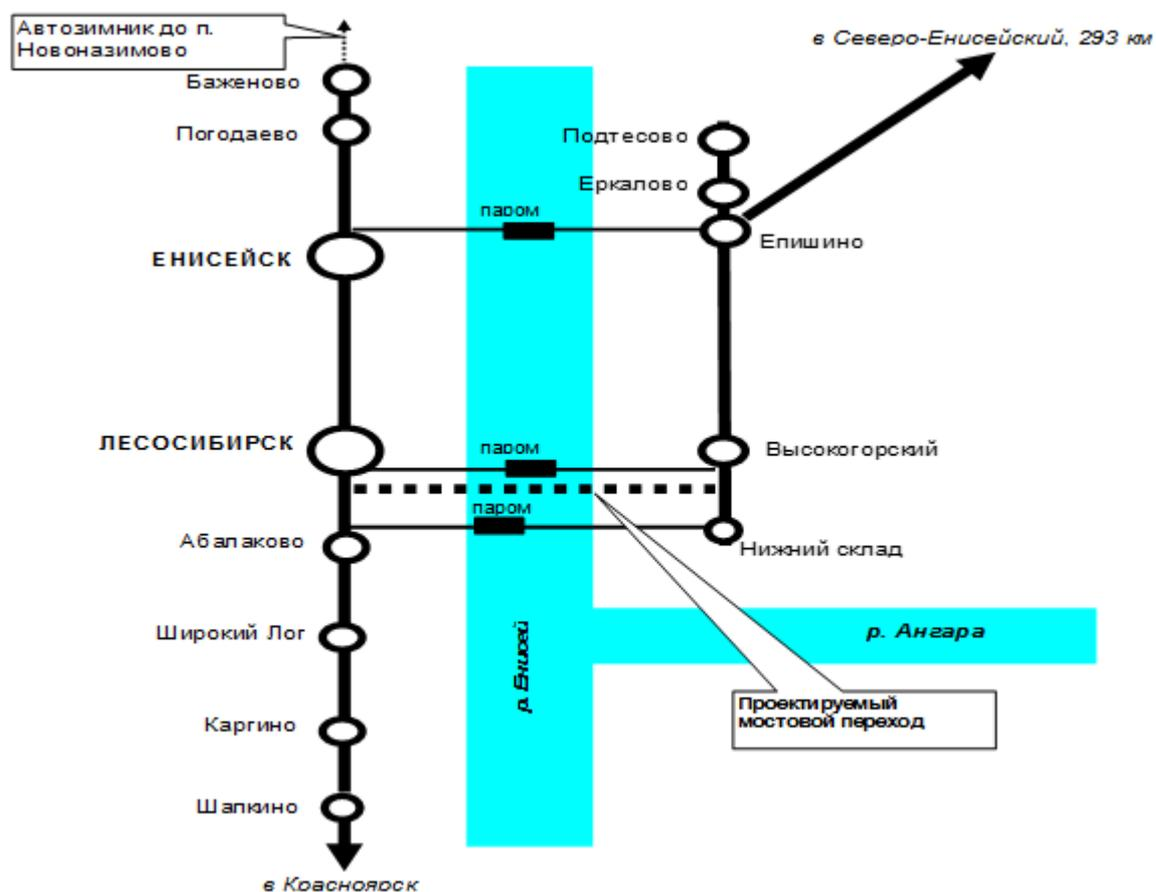 Автозимник до п.
Новоназимово
в Северо-Енисейский, 293 км
Баженово
Погодаево
Подтесово
Еркалово
паром
Епишино
ЕНИСЕЙСК
ЛЕСОСИБИРСК
паром
Высокогорский
паром
Абалаково
Нижний склад
Широкий Лог
р. Ангара
р. Енисей
Проектируемый
мостовой переход
Каргино
Шапкино
в Красноярск